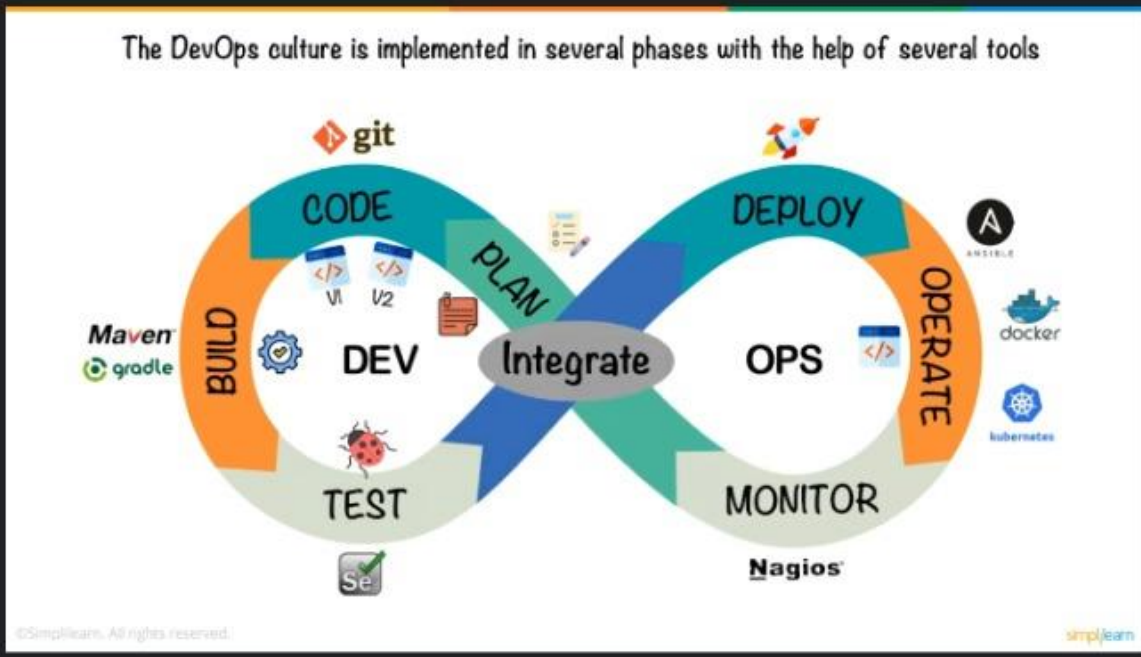 The DevOps culture is implemented in several phases with the help of several tools
git
CODE
PLAN
V1 V2
BUILD
Maven
gradle
DEV
TEST
Se
Integrate
DEPLOY
OPS
OPERATE
ANSIBLE
docker
kubernetes
MONITOR
Nagios
©Simplilearn. All rights reserved.
simplilearn